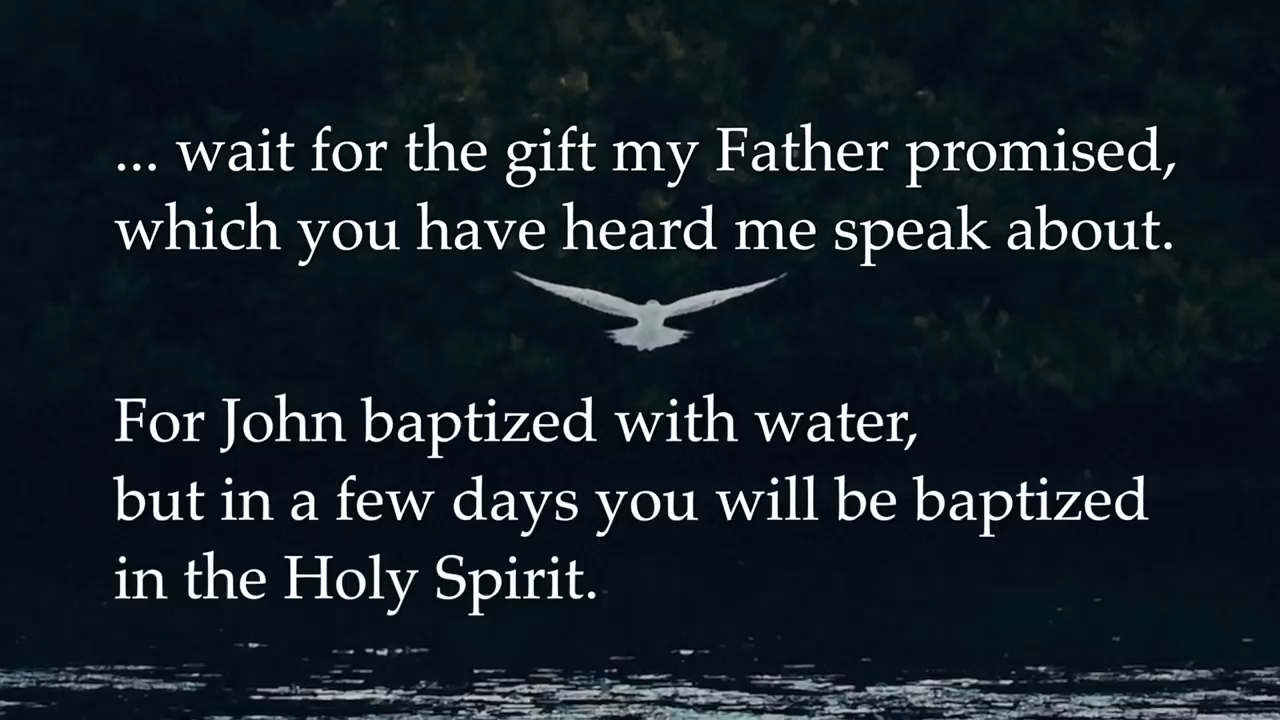 ... wait for the gift my Father promised,
which you have heard me speak about.
For John baptized with water,
but in a few days you will be baptized
in the Holy Spirit.